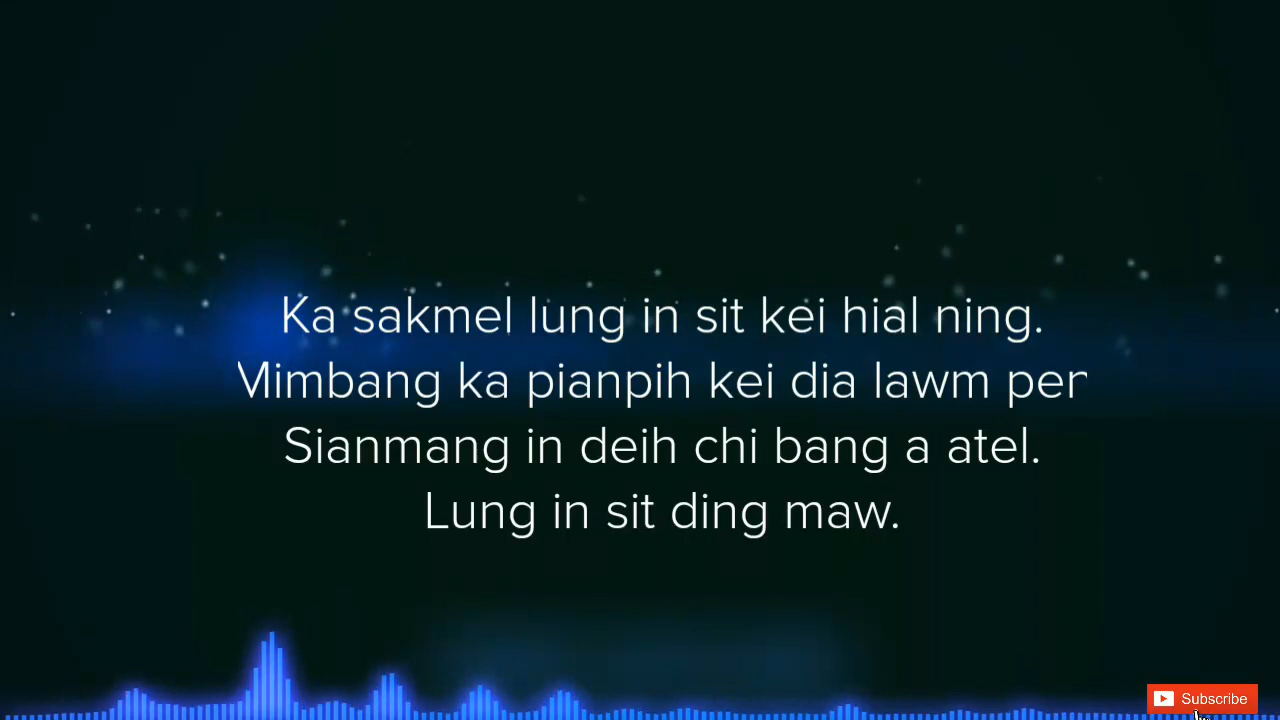 Ka sakmel lung in sit kei hial ning.
Mimbang ka pianpih kei dia lawm
Sianmang in deih chi bang a atel.
Lung in sit ding maw.
Subscribe